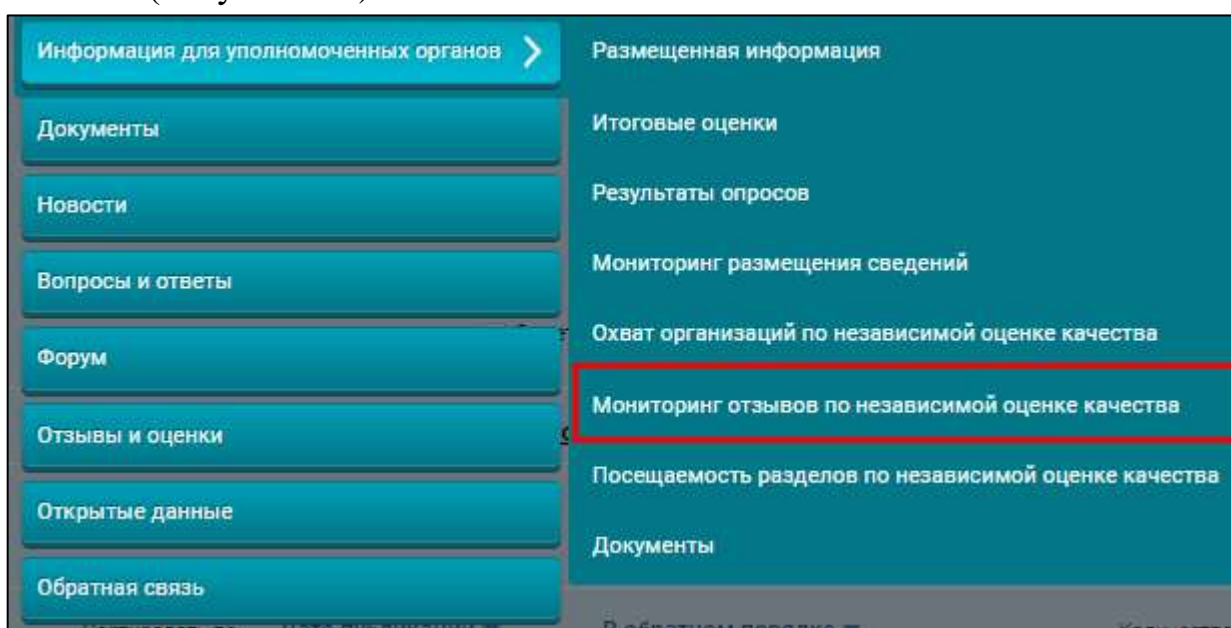 Информация для уполномоченных органов
Документы
Новости
Вопросы и ответы
Форум
Отзывы и оценки
Открытые данные
Обратная связь
Размещенная информация
Итоговые оценки
Результаты опросов
Мониторинг размещения сведений
Охват организаций по независимой оценке качества
Мониторинг отзывов по независимой оценке качества
Посещаемость разделов по независимой оценке качества
Документы
В обратном порядке